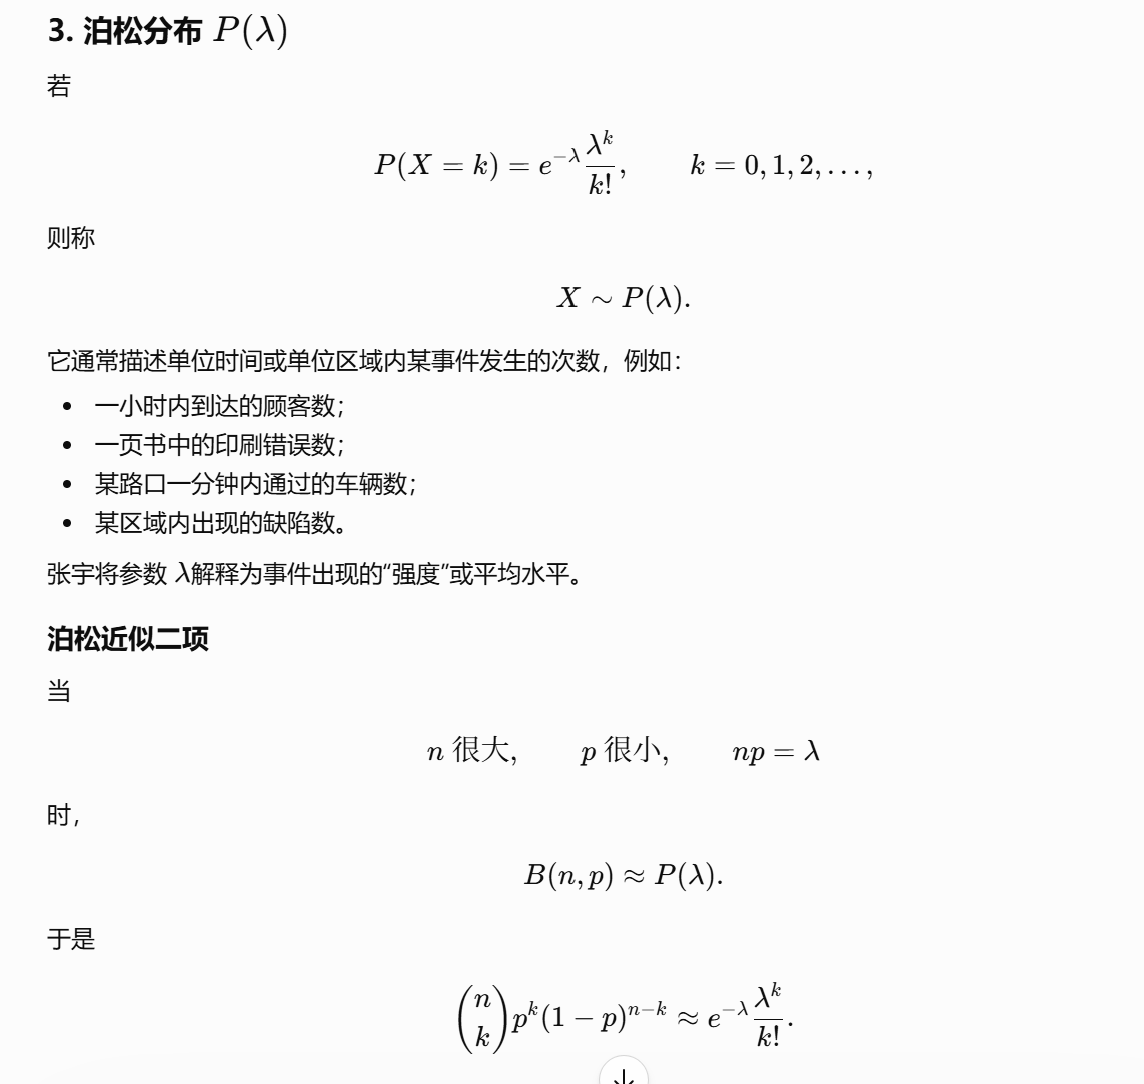 3. 泊松分布 P(λ)
若
P(X = k) = e^{-λ} \frac{λ^k}{k!},  k = 0, 1, 2, …,
则称
X ∼ P(λ).
它通常描述单位时间或单位区域内某事件发生的次数，例如：
• 一小时内到达的顾客数；
• 一页书中的印刷错误数；
• 某路口一分钟内通过的车辆数；
• 某区域内出现的缺陷数。
张宇将参数 λ解释为事件出现的“强度”或平均水平。
泊松近似二项
当
n 很大,  p 很小,  np = λ
时，
B(n, p) ≈ P(λ).
于是
\binom{n}{k} p^k (1 − p)^{n−k} ≈ e^{−λ} \frac{λ^k}{k!}.